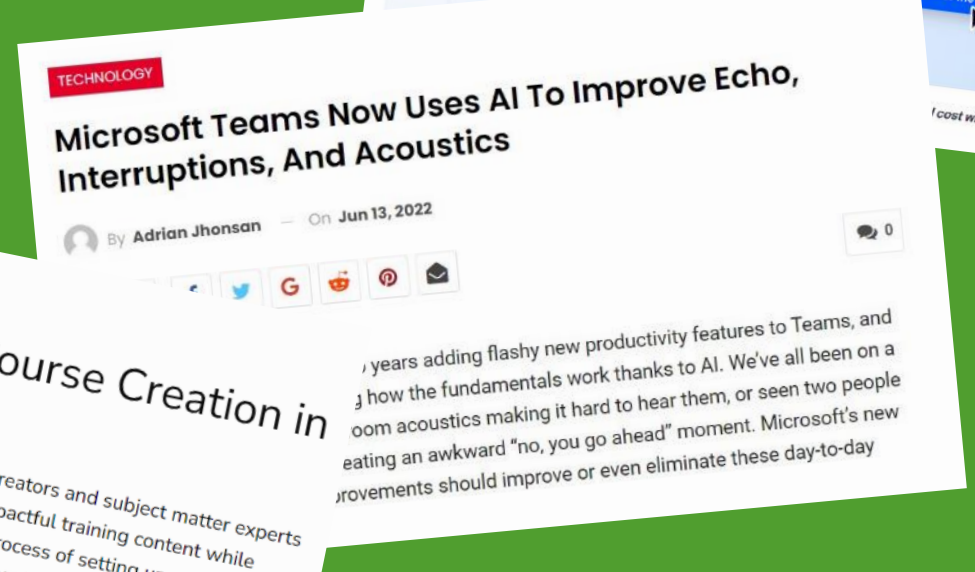 TECHNOLOGY
Microsoft Teams Now Uses AI To Improve Echo,
Interruptions, And Acoustics
By Adrian Jhonsan — On Jun 13, 2022
0
years adding flashy new productivity features to Teams, and
how the fundamentals work thanks to AI. We’ve all been on a
oom acoustics making it hard to hear them, or seen two people
eating an awkward “no, you go ahead” moment. Microsoft’s new
provements should improve or even eliminate these day-to-day
ourse Creation in
reators and subject matter experts
pactful training content while
ocess of setting
cost w